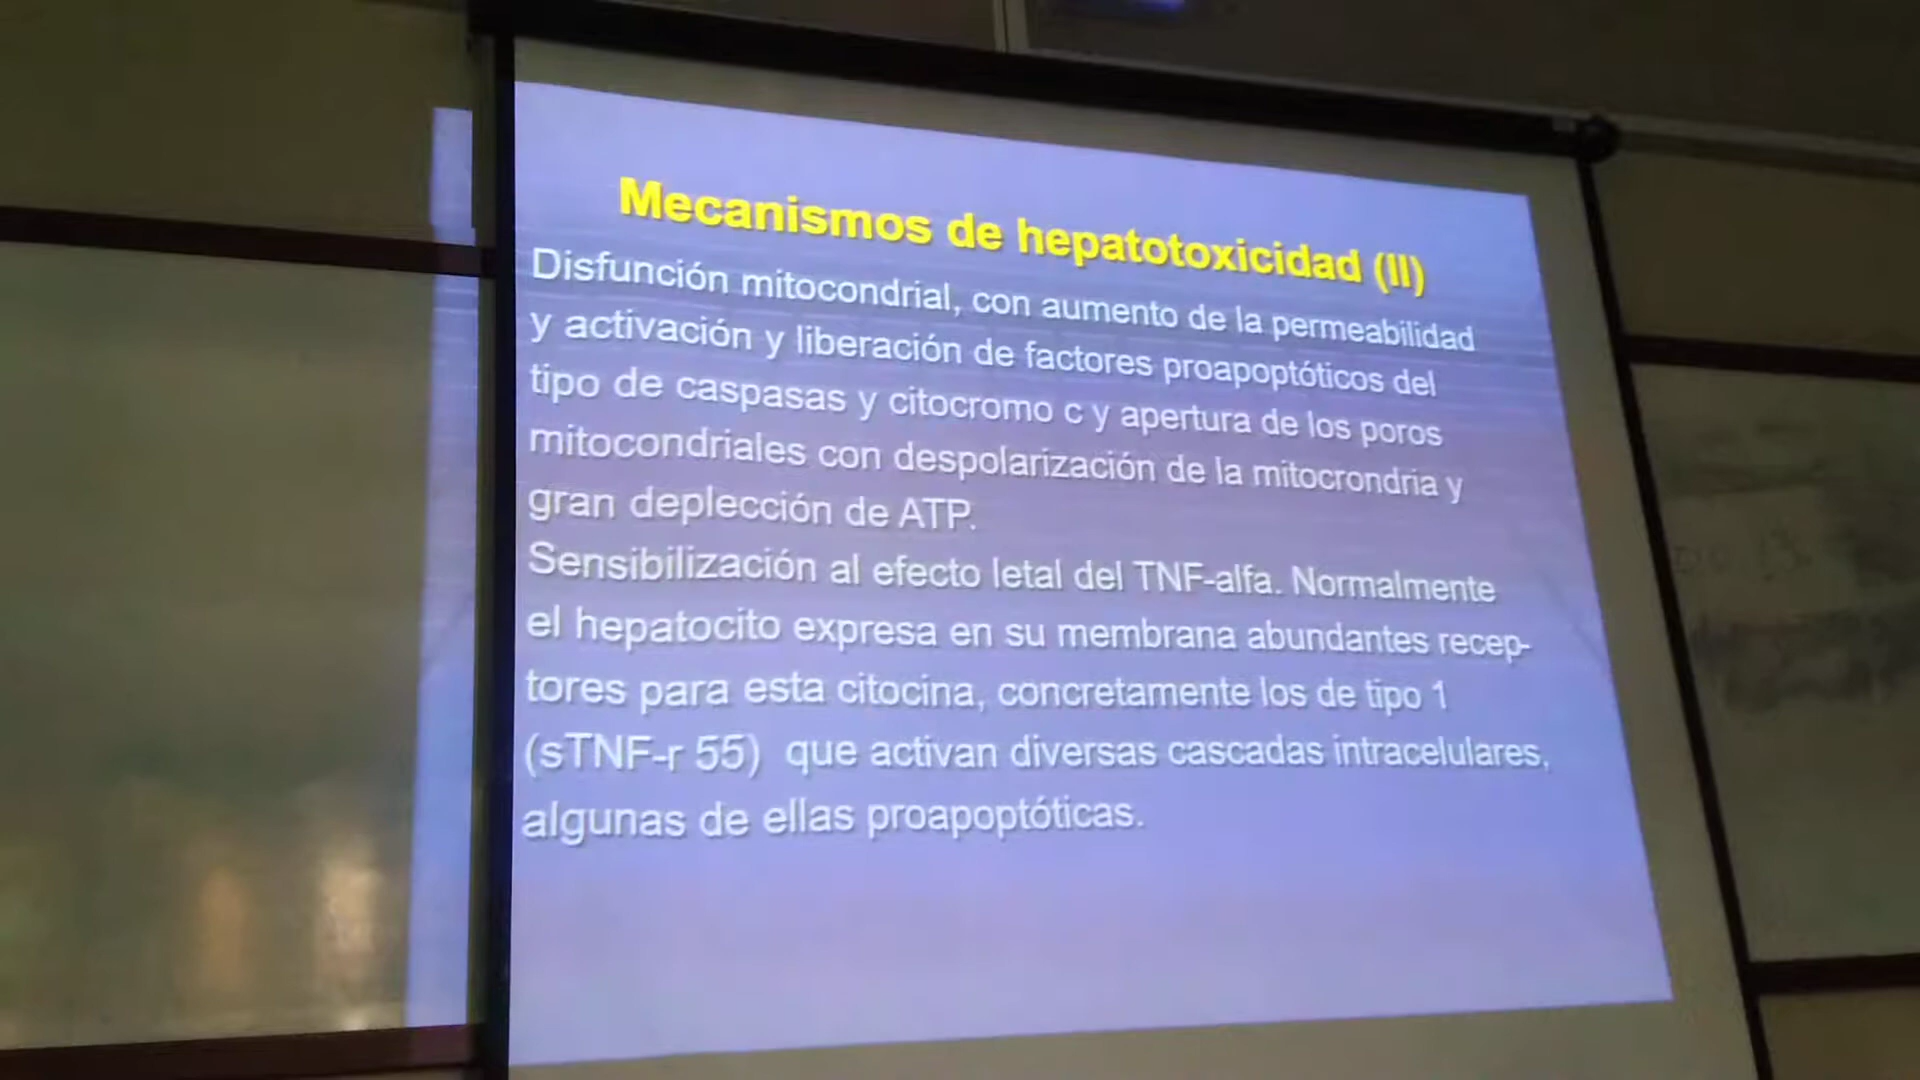 Mecanismos de hepatotoxicidad (II)
Disfunción mitocondrial, con aumento de la permeabilidad
y activación y liberación de factores proapoptóticos del
tipo de caspasas y citocromo c y apertura de los poros
mitocondriales con despolarización de la mitocrondria y
gran deplección de ATP.
Sensibilización al efecto letal del TNF-alfa. Normalmente
el hepatocito expresa en su membrana abundantes recep-
tores para esta citocina, concretamente los de tipo 1
(sTNF-r 55) que activan diversas cascadas intracelulares,
algunas de ellas proapoptóticas.